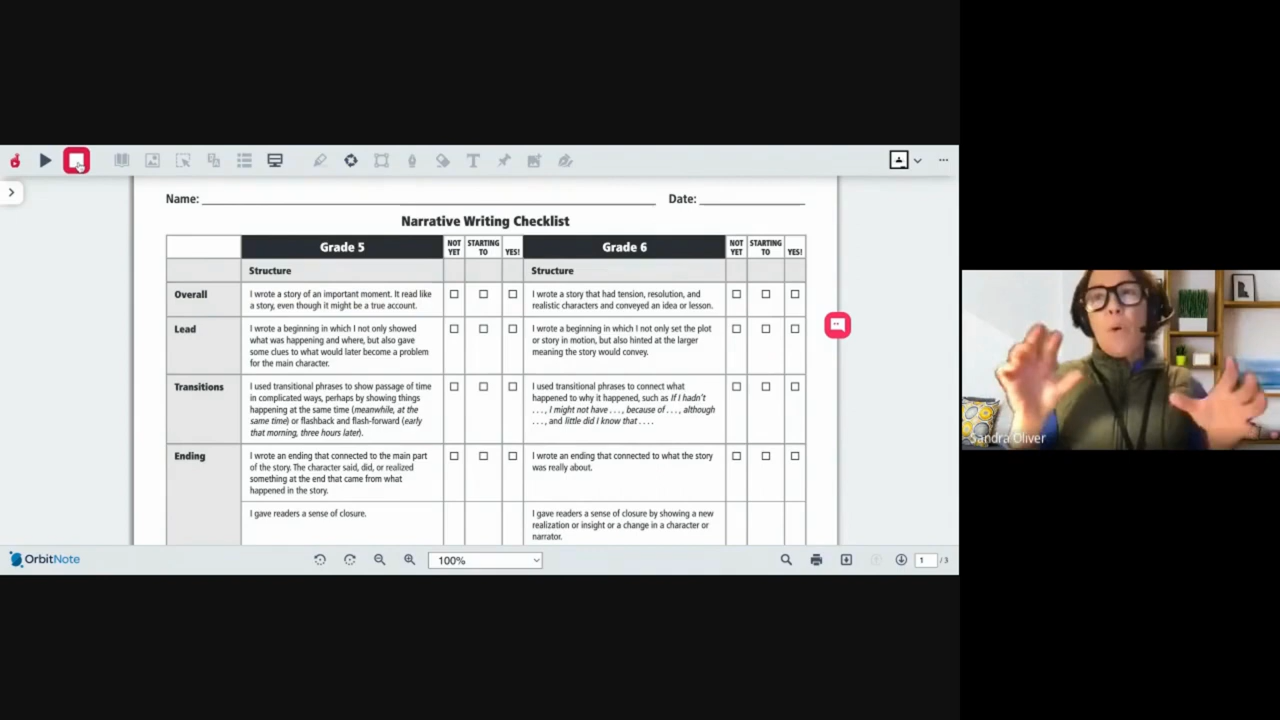 Name: Date:
Narrative Writing Checklist
Grade 5 NOT YET STARTING TO YES! Grade 6 NOT YET STARTING TO YES!
Structure Structure
Overall
I wrote a story of an important moment. It read like
a story, even though it might be a true account.
I wrote a story that had tension, resolution, and
realistic characters and conveyed an idea or lesson.
Lead
I wrote a beginning in which I not only showed
what was happening and where, but also gave
some clues to what would later become a problem
for the main character.
I wrote a beginning in which I not only set the plot
or story in motion, but also hinted at the larger
meaning the story would convey.
Transitions
I used transitional phrases to show passage of time
in complicated ways, perhaps by showing things
happening at the same time (meanwhile, at the
same time) or flashback and flash-forward (early
that morning, three hours later).
I used transitional phrases to connect what
happened to why it happened, such as If I hadn't
. . . , I might not have . . . , because of . . . , although
. . . , and little did I know that . . . .
Ending
I wrote an ending that connected to the main part
of the story. The character said, did, or realized
something at the end that came from what
happened in the story.
I wrote an ending that connected to what the story
was really about.
I gave readers a sense of closure.
I gave readers a sense of closure by showing a new
realization or insight or a change in a character or
narrator.
OrbitNote
100%
1 / 3
Sandra Oliver